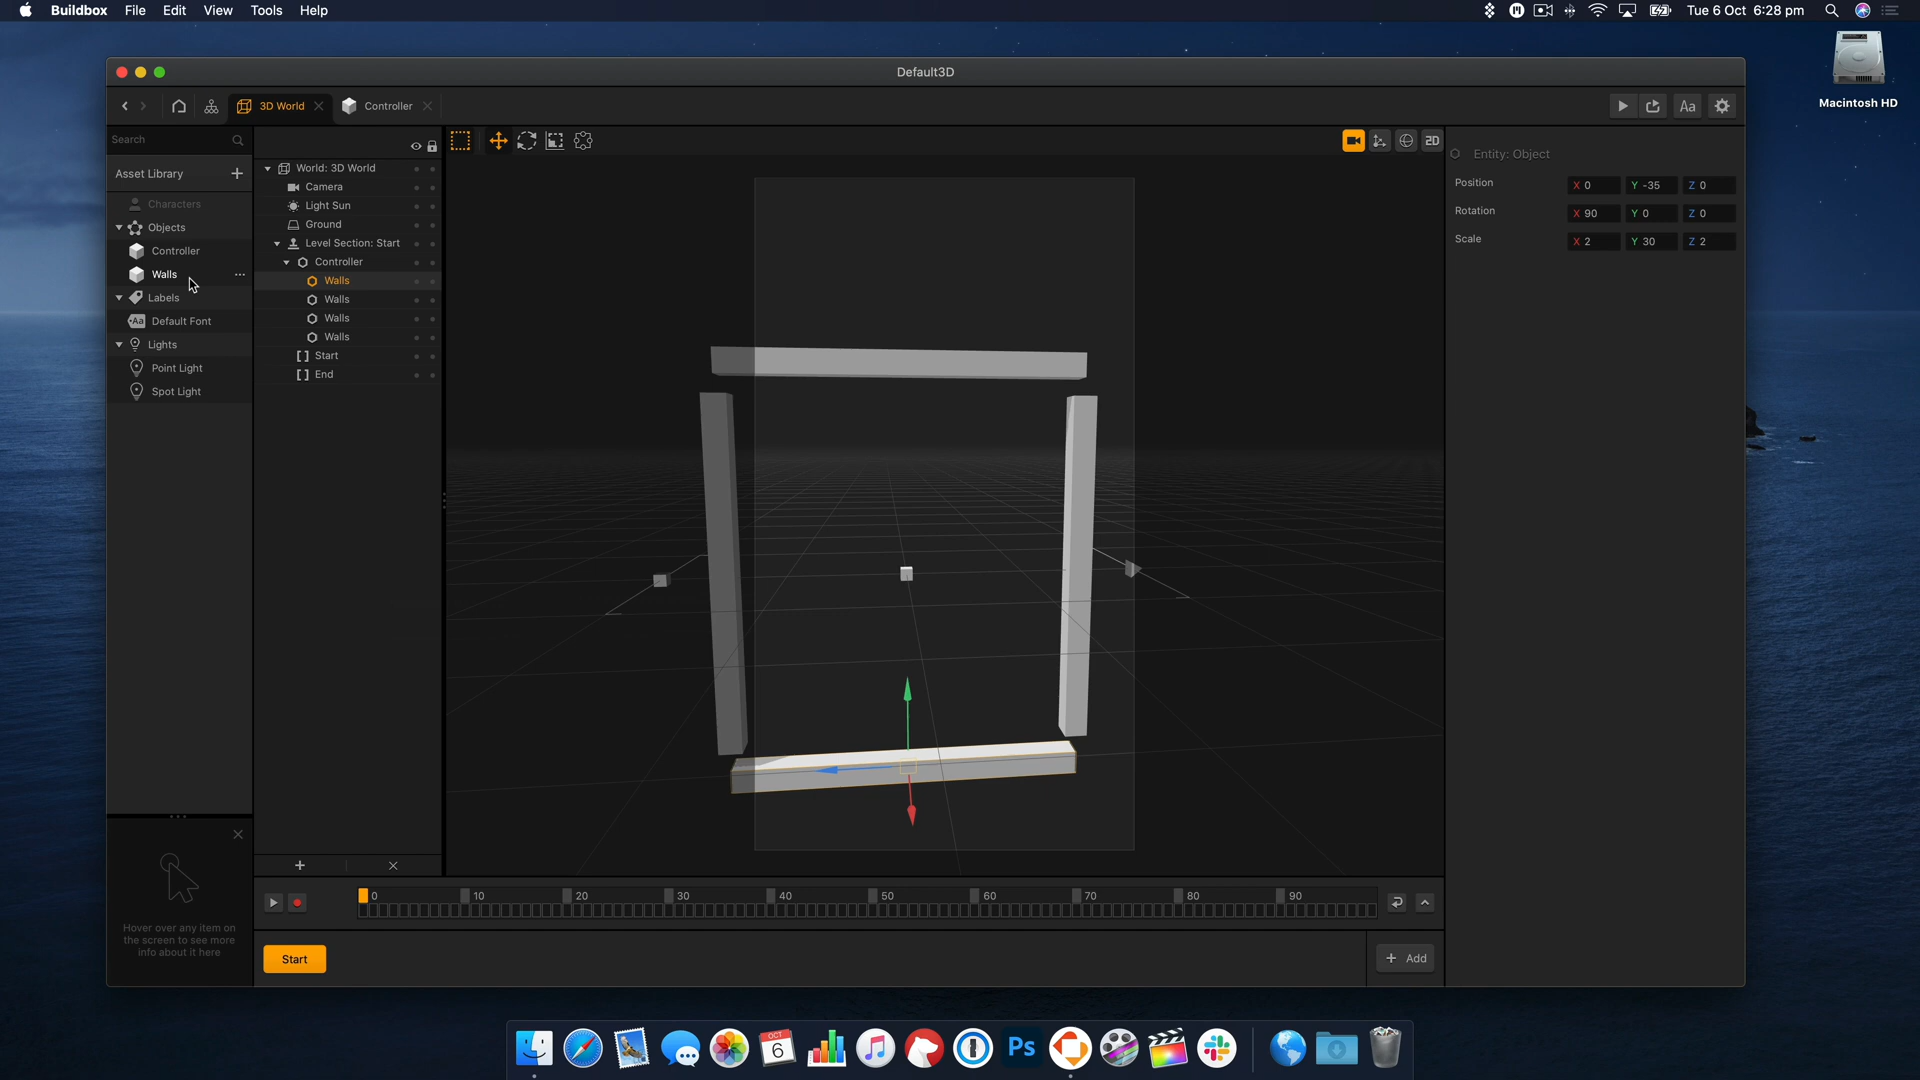 Buildbox File Edit View Tools Help
Tue 6 Oct 6:28 pm
Macintosh HD
Default3D
3D World
Controller
Aa
Search
Asset Library
Characters
Objects
Controller
Walls
Labels
Aa Default Font
Lights
Point Light
Spot Light
World: 3D World
Camera
Light Sun
Ground
Level Section: Start
Controller
Walls
Walls
Walls
Walls
Start
End
2D
Entity: Object
Position X 0 Y -35 Z 0
Rotation X 90 Y 0 Z 0
Scale X 2 Y 30 Z 2
Hover over any item on
the screen to see more
info about it here
0 10 20 30 40 50 60 70 80 90
Start
+ Add
OCT
6
Ps